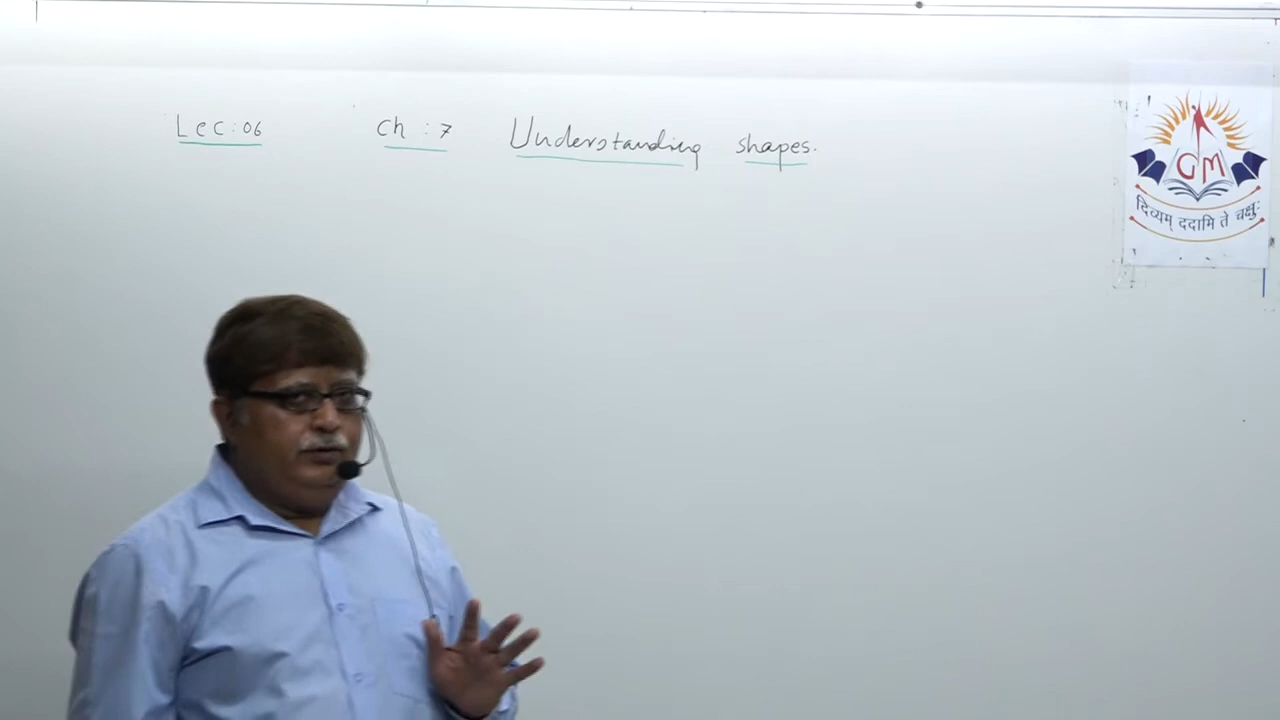 Lec:06 Ch:7 Understanding shapes.
GM
दिव्यम् ददामि ते चक्षुः